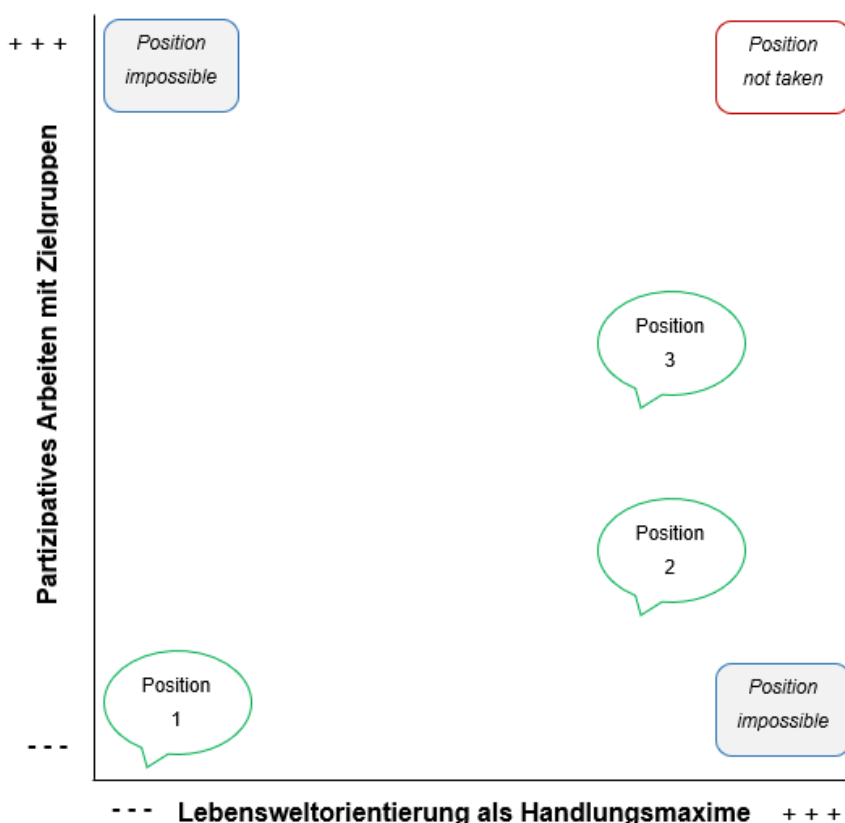 + + +
Position
impossible
Position
not taken
Partizipatives Arbeiten mit Zielgruppen
Position
3
Position
2
Position
1
Position
impossible
- - -
- - - Lebensweltorientierung als Handlungsmaxime + + +